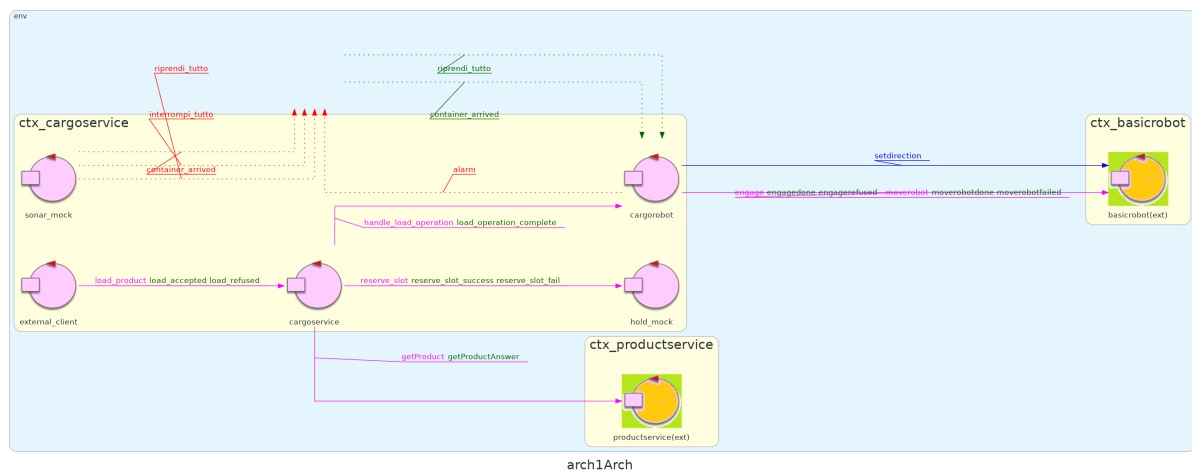 env
riprendi_tutto
riprendi_tutto
interrompi_tutto
container_arrived
ctx_cargoservice
ctx_basicrobot
container_arrived
alarm
setdirection
engage engagedone engagerefused moverobot moverobotdone moverobotfailed
sonar_mock
cargorobot
basicrobot(ext)
handle_load_operation load_operation_complete
load_product load_accepted load_refused
reserve_slot reserve_slot_success reserve_slot_fail
external_client
cargoservice
hold_mock
ctx_productservice
getProduct getProductAnswer
productservice(ext)
arch1Arch